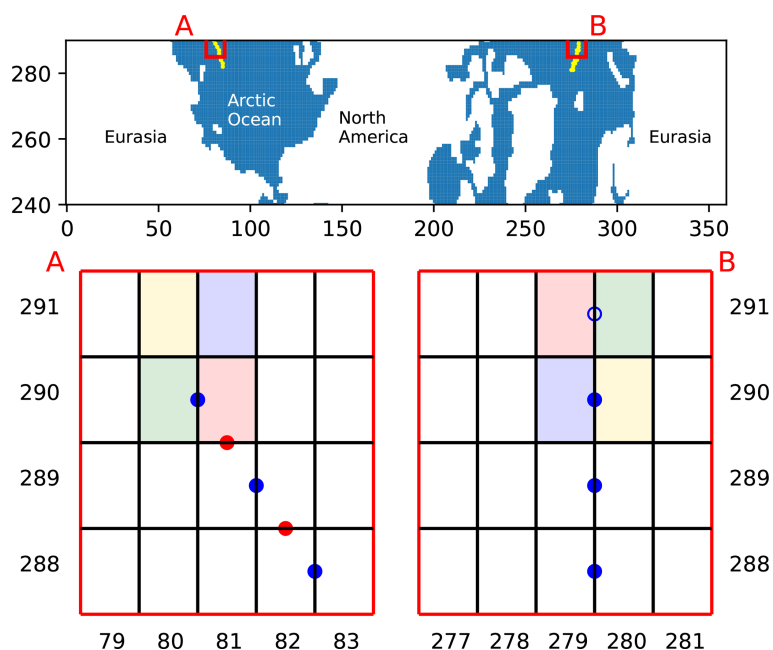 A B
280
260
240
Eurasia
Arctic
Ocean
North
America
Eurasia
0 50 100 150 200 250 300 350
A B
291 291
290 290
289 289
288 288
79 80 81 82 83 277 278 279 280 281